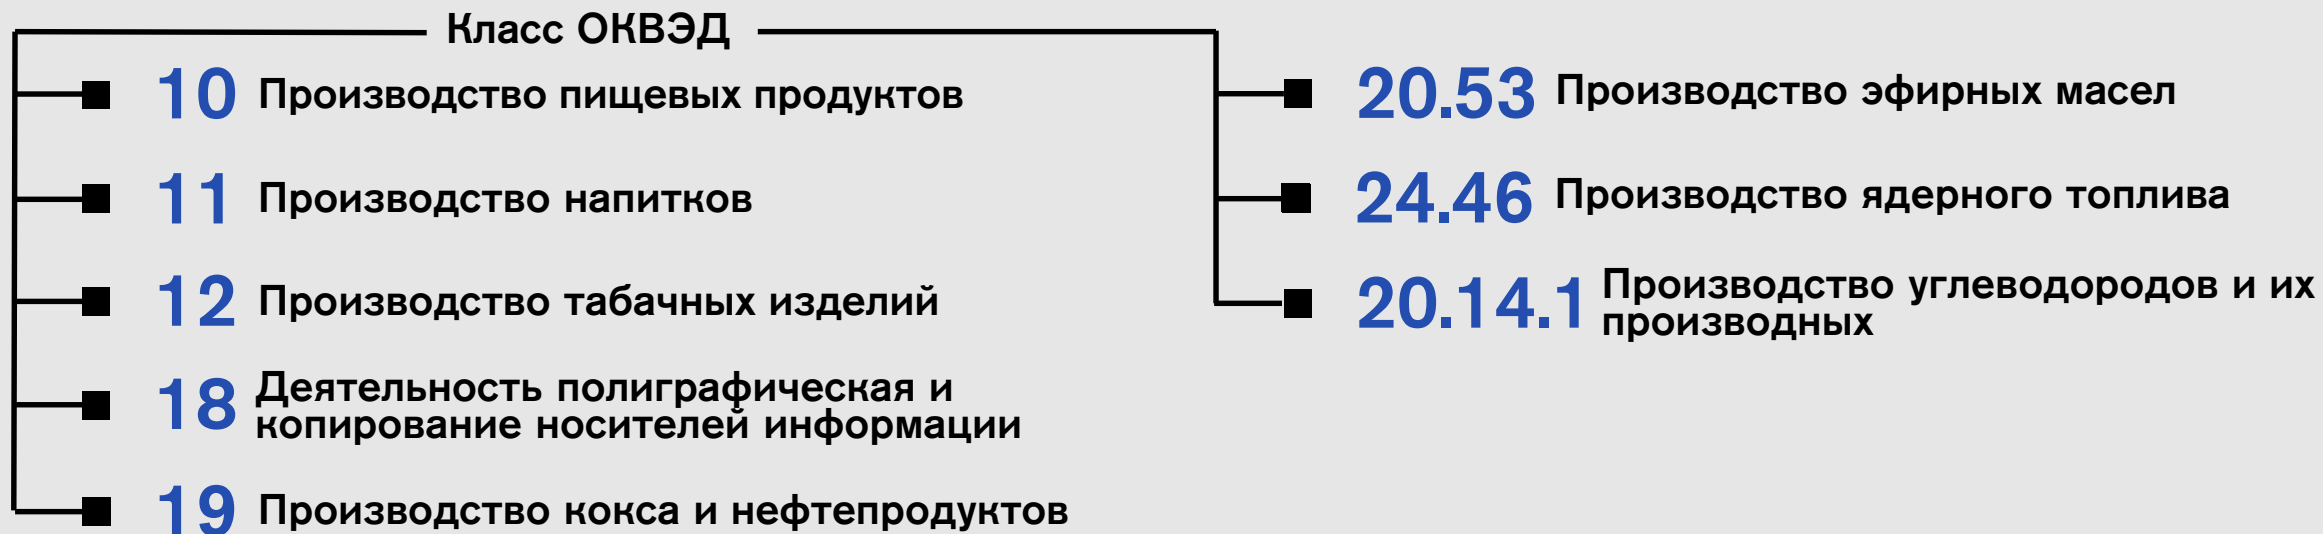 Класс ОКВЭД
10 Производство пищевых продуктов
11 Производство напитков
12 Производство табачных изделий
18 Деятельность полиграфическая и
копирование носителей информации
19 Производство кокса и нефтепродуктов
20.53 Производство эфирных масел
24.46 Производство ядерного топлива
20.14.1 Производство углеводородов и их
производных